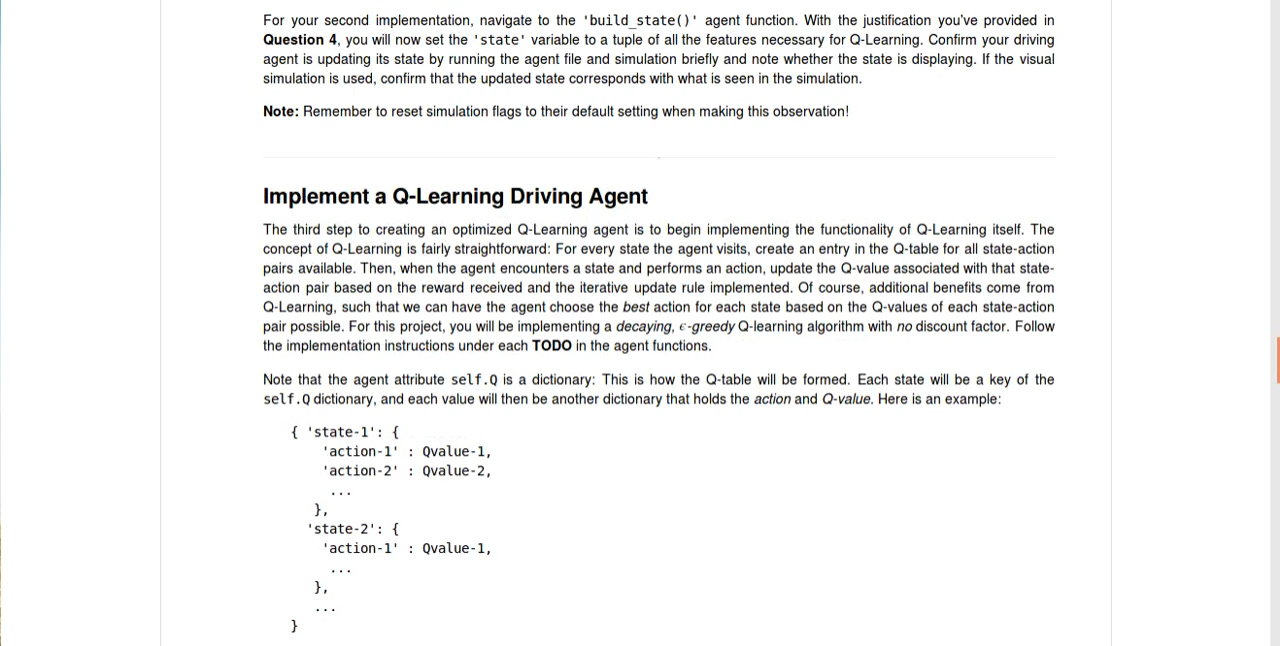 For your second implementation, navigate to the 'build_state()' agent function. With the justification you've provided in
Question 4, you will now set the 'state' variable to a tuple of all the features necessary for Q-Learning. Confirm your driving
agent is updating its state by running the agent file and simulation briefly and note whether the state is displaying. If the visual
simulation is used, confirm that the updated state corresponds with what is seen in the simulation.
Note: Remember to reset simulation flags to their default setting when making this observation!
Implement a Q-Learning Driving Agent
The third step to creating an optimized Q-Learning agent is to begin implementing the functionality of Q-Learning itself. The
concept of Q-Learning is fairly straightforward: For every state the agent visits, create an entry in the Q-table for all state-action
pairs available. Then, when the agent encounters a state and performs an action, update the Q-value associated with that state-
action pair based on the reward received and the iterative update rule implemented. Of course, additional benefits come from
Q-Learning, such that we can have the agent choose the best action for each state based on the Q-values of each state-action
pair possible. For this project, you will be implementing a decaying, ϵ-greedy Q-learning algorithm with no discount factor. Follow
the implementation instructions under each TODO in the agent functions.
Note that the agent attribute self.Q is a dictionary: This is how the Q-table will be formed. Each state will be a key of the
self.Q dictionary, and each value will then be another dictionary that holds the action and Q-value. Here is an example:
{ 'state-1': {
'action-1' : Qvalue-1,
'action-2' : Qvalue-2,
...
},
'state-2': {
'action-1' : Qvalue-1,
...
},
...
}